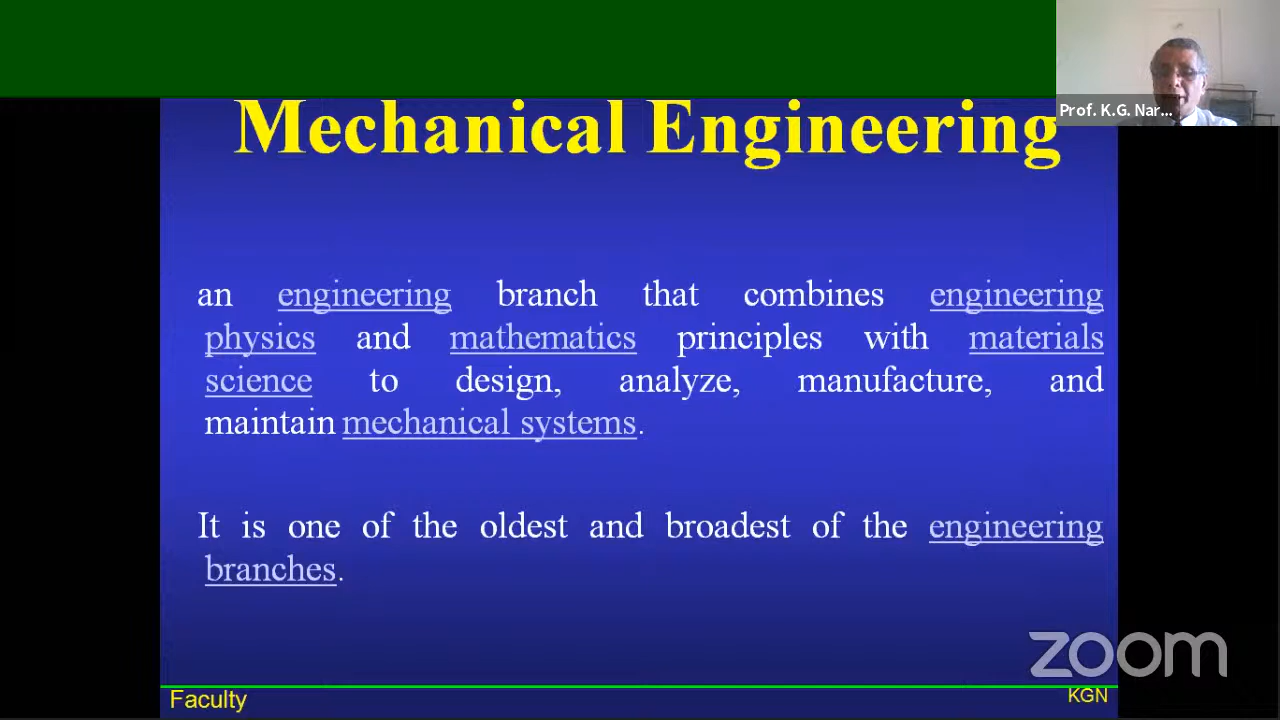 Prof. K.G. Nar...
Mechanical Engineering
an engineering branch that combines engineering
physics and mathematics principles with materials
science to design, analyze, manufacture, and
maintain mechanical systems.
It is one of the oldest and broadest of the engineering
branches.
zoom
Faculty
KGN